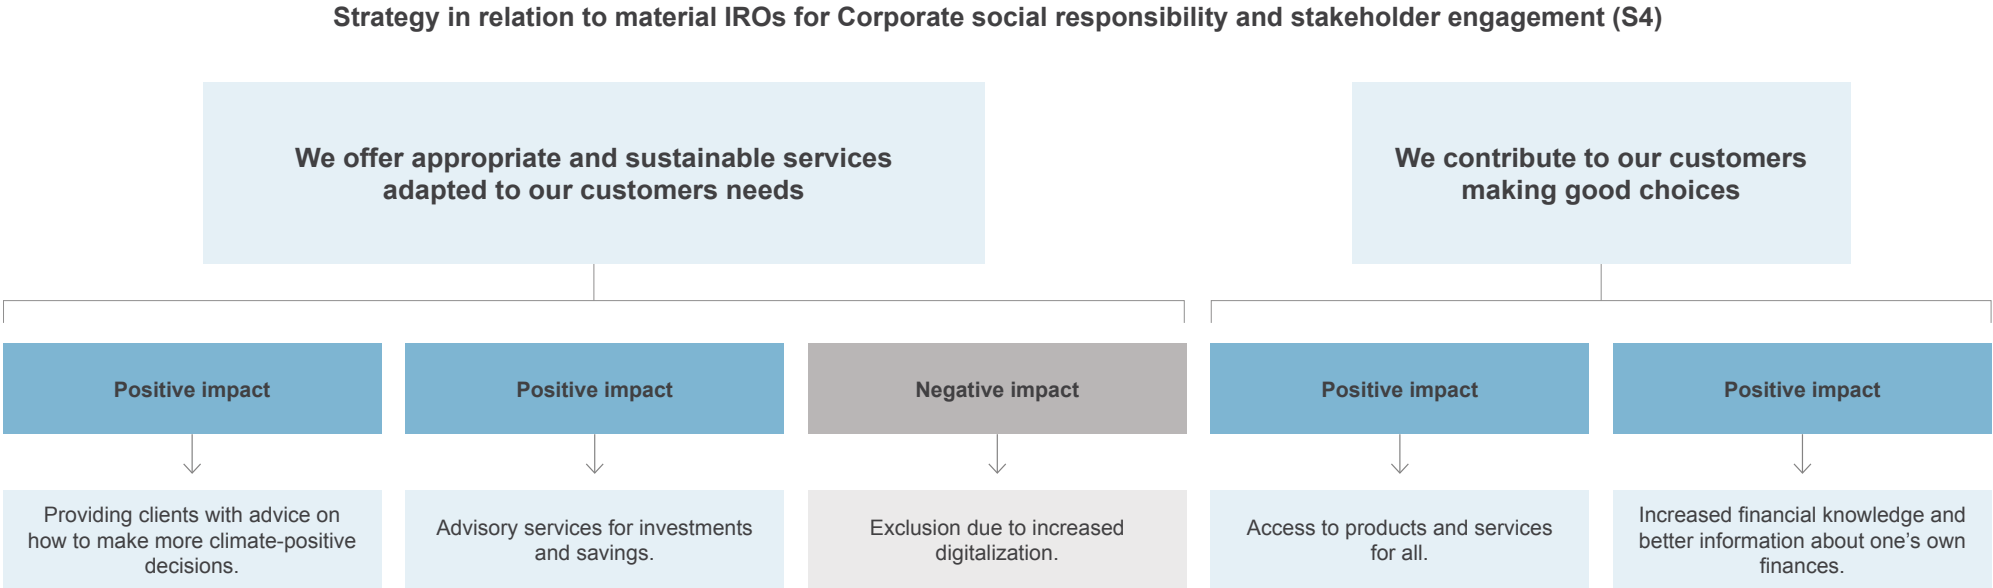 Strategy in relation to material IROs for Corporate social responsibility and stakeholder engagement (S4)
We offer appropriate and sustainable services
adapted to our customers needs
We contribute to our customers
making good choices
Positive impact
Positive impact
Negative impact
Positive impact
Positive impact
Providing clients with advice on
how to make more climate-positive
decisions.
Advisory services for investments
and savings.
Exclusion due to increased
digitalization.
Access to products and services
for all.
Increased financial knowledge and
better information about one’s own
finances.